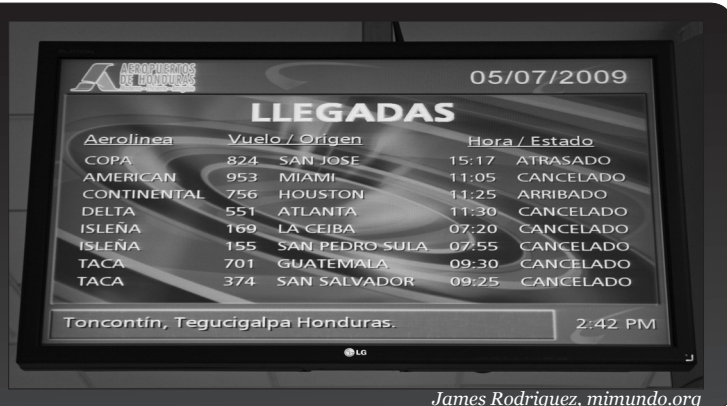 AEROPUERTOS
DE HONDURAS
05/07/2009
LLEGADAS
Aerolinea Vuelo / Origen Hora / Estado
COPA 824 SAN JOSE 15:17 ATRASADO
AMERICAN 953 MIAMI 11:05 CANCELADO
CONTINENTAL 756 HOUSTON 11:25 ARRIBADO
DELTA 551 ATLANTA 11:30 CANCELADO
ISLEÑA 169 LA CEIBA 07:20 CANCELADO
ISLEÑA 155 SAN PEDRO SULA 07:55 CANCELADO
TACA 701 GUATEMALA 09:30 CANCELADO
TACA 374 SAN SALVADOR 09:25 CANCELADO
Toncontín, Tegucigalpa Honduras. 2:42 PM
LG
James Rodriguez, mimundo.org